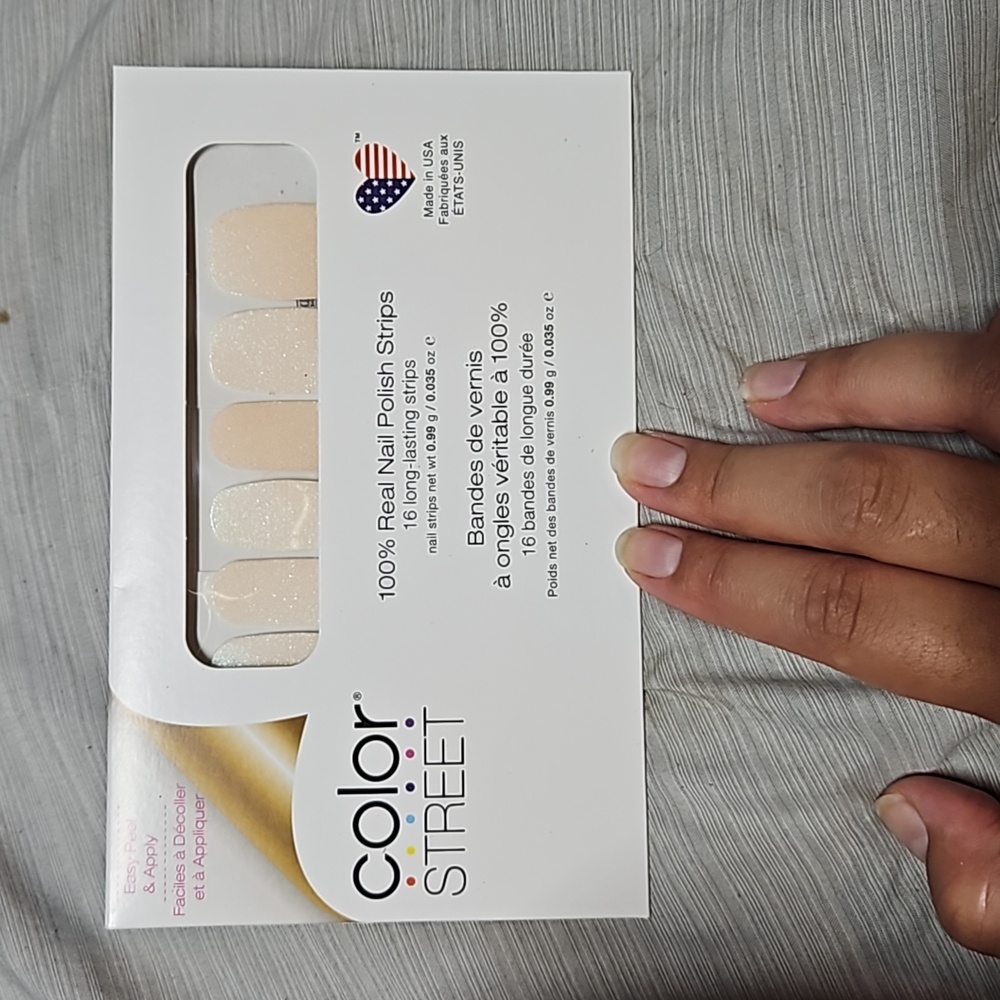 Easy Peel
& Apply
Faciles à Décoller
et à Appliquer
color®
STREET
100% Real Nail Polish Strips
16 long-lasting strips
nail strips net wt 0.99 g / 0.035 oz ℮
Bandes de vernis
à ongles véritable à 100%
16 bandes de longue durée
Poids net des bandes de vernis 0.99 g / 0.035 oz ℮
™
Made in USA
Fabriquées aux
ÉTATS-UNIS